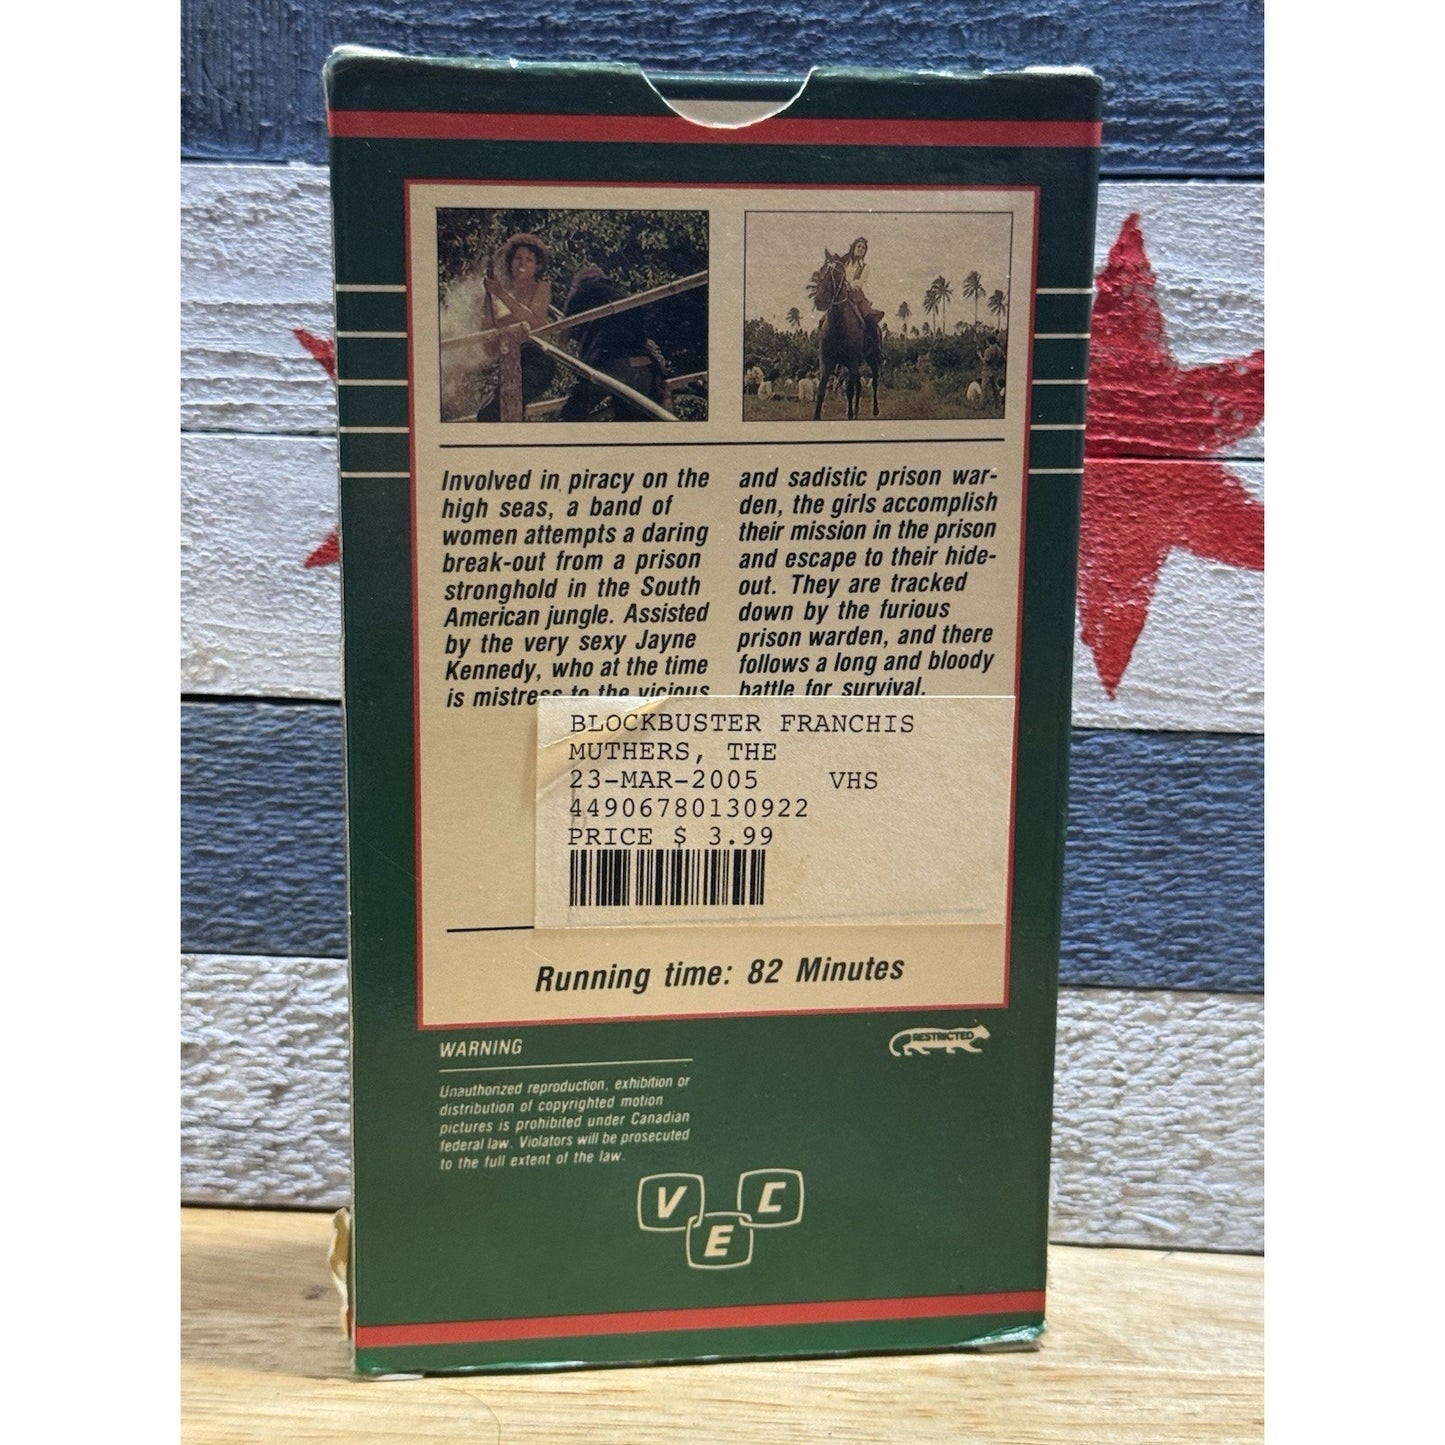 Involved in piracy on the
high seas, a band of
women attempts a daring
break-out from a prison
stronghold in the South
American jungle. Assisted
by the very sexy Jayne
Kennedy, who at the time
is mistress to the vicious
and sadistic prison war-
den, the girls accomplish
their mission in the prison
and escape to their hide-
out. They are tracked
down by the furious
prison warden, and there
follows a long and bloody
battle for survival.
BLOCKBUSTER FRANCHIS
MUTHERS, THE
23-MAR-2005 VHS
44906780130922
PRICE $ 3.99
Running time: 82 Minutes
WARNING
RESTRICTED
Unauthorized reproduction, exhibition or
distribution of copyrighted motion
pictures is prohibited under Canadian
federal law. Violators will be prosecuted
to the full extent of the law.
V E C